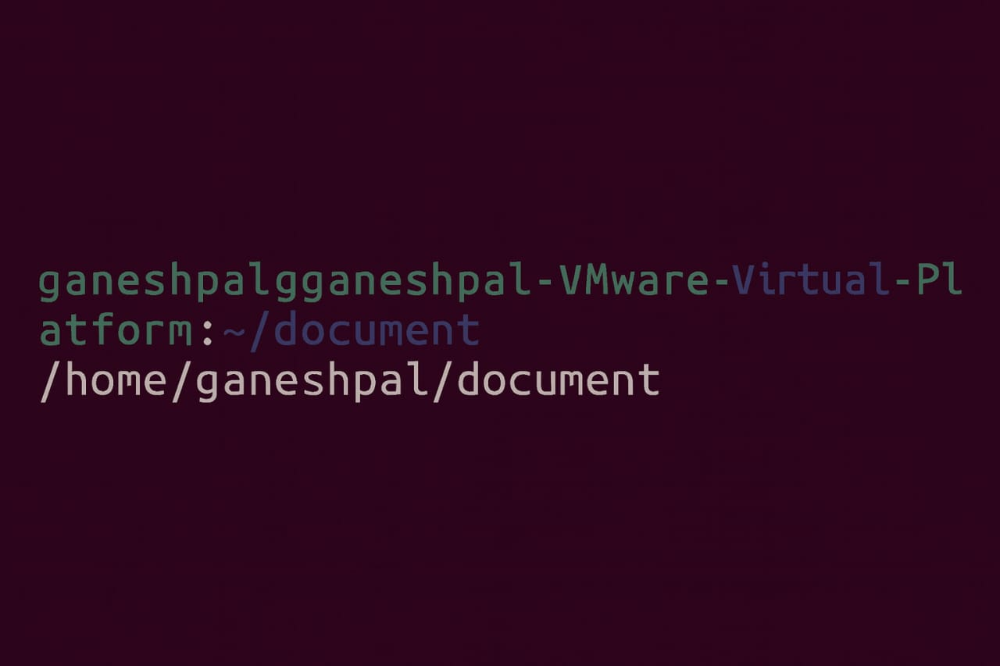 ganeshpalgganeshpal-VMware-Virtual-Pl
atform:~/document
/home/ganeshpal/document